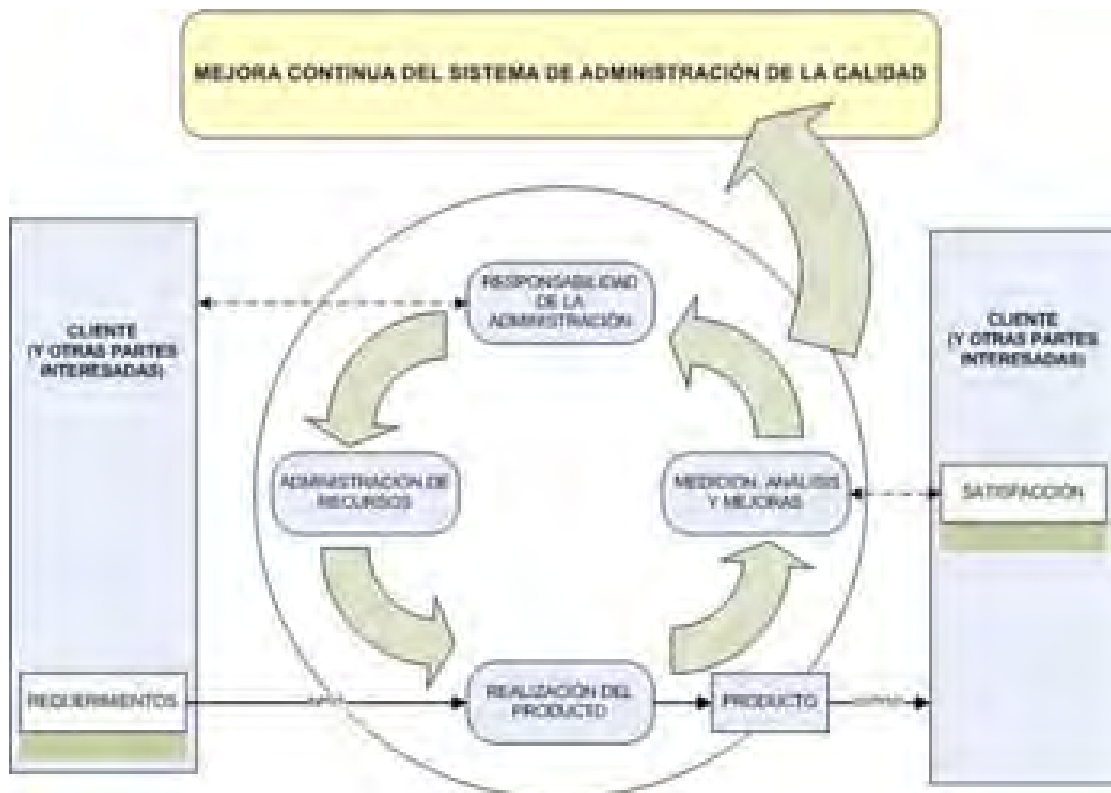 MEJORA CONTINUA DEL SISTEMA DE ADMINISTRACIÓN DE LA CALIDAD
RESPONSABILIDAD
DE LA
ADMINISTRACIÓN
CLIENTE
(Y OTRAS PARTES
INTERESADAS)
CLIENTE
(Y OTRAS PARTES
INTERESADAS)
ADMINISTRACIÓN DE
RECURSOS
MEDICIÓN, ANÁLISIS
Y MEJORAS
SATISFACCIÓN
REQUERIMIENTOS
REALIZACIÓN DEL
PRODUCTO
PRODUCTO